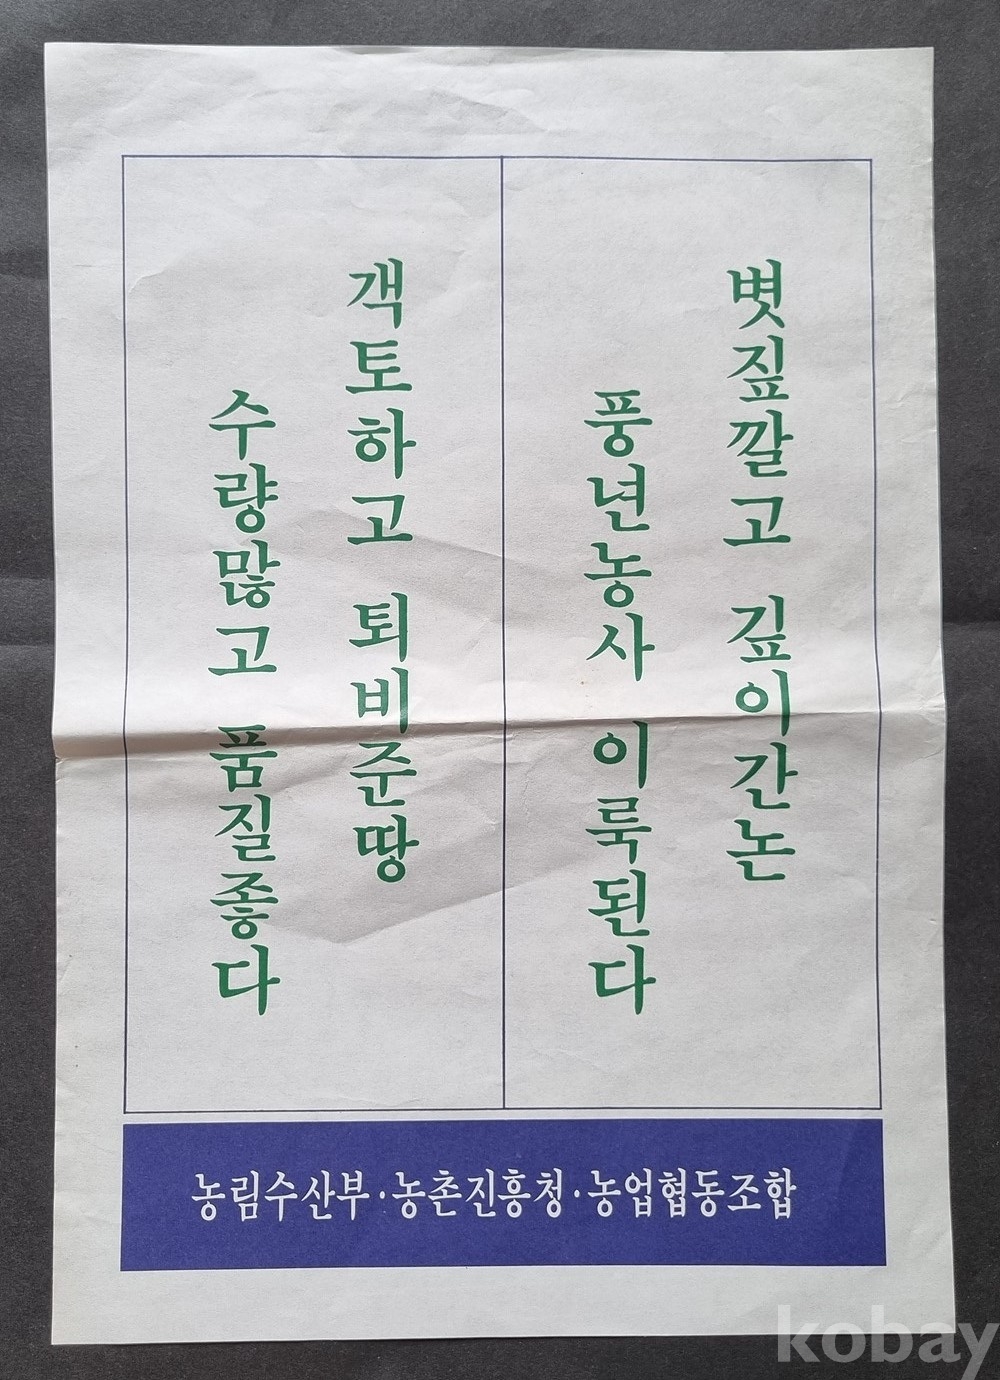 볏짚깔고 깊이간논
풍년농사 이룩된다
객토하고 퇴비준땅
수량많고 품질좋다
농림수산부·농촌진흥청·농업협동조합
kobay